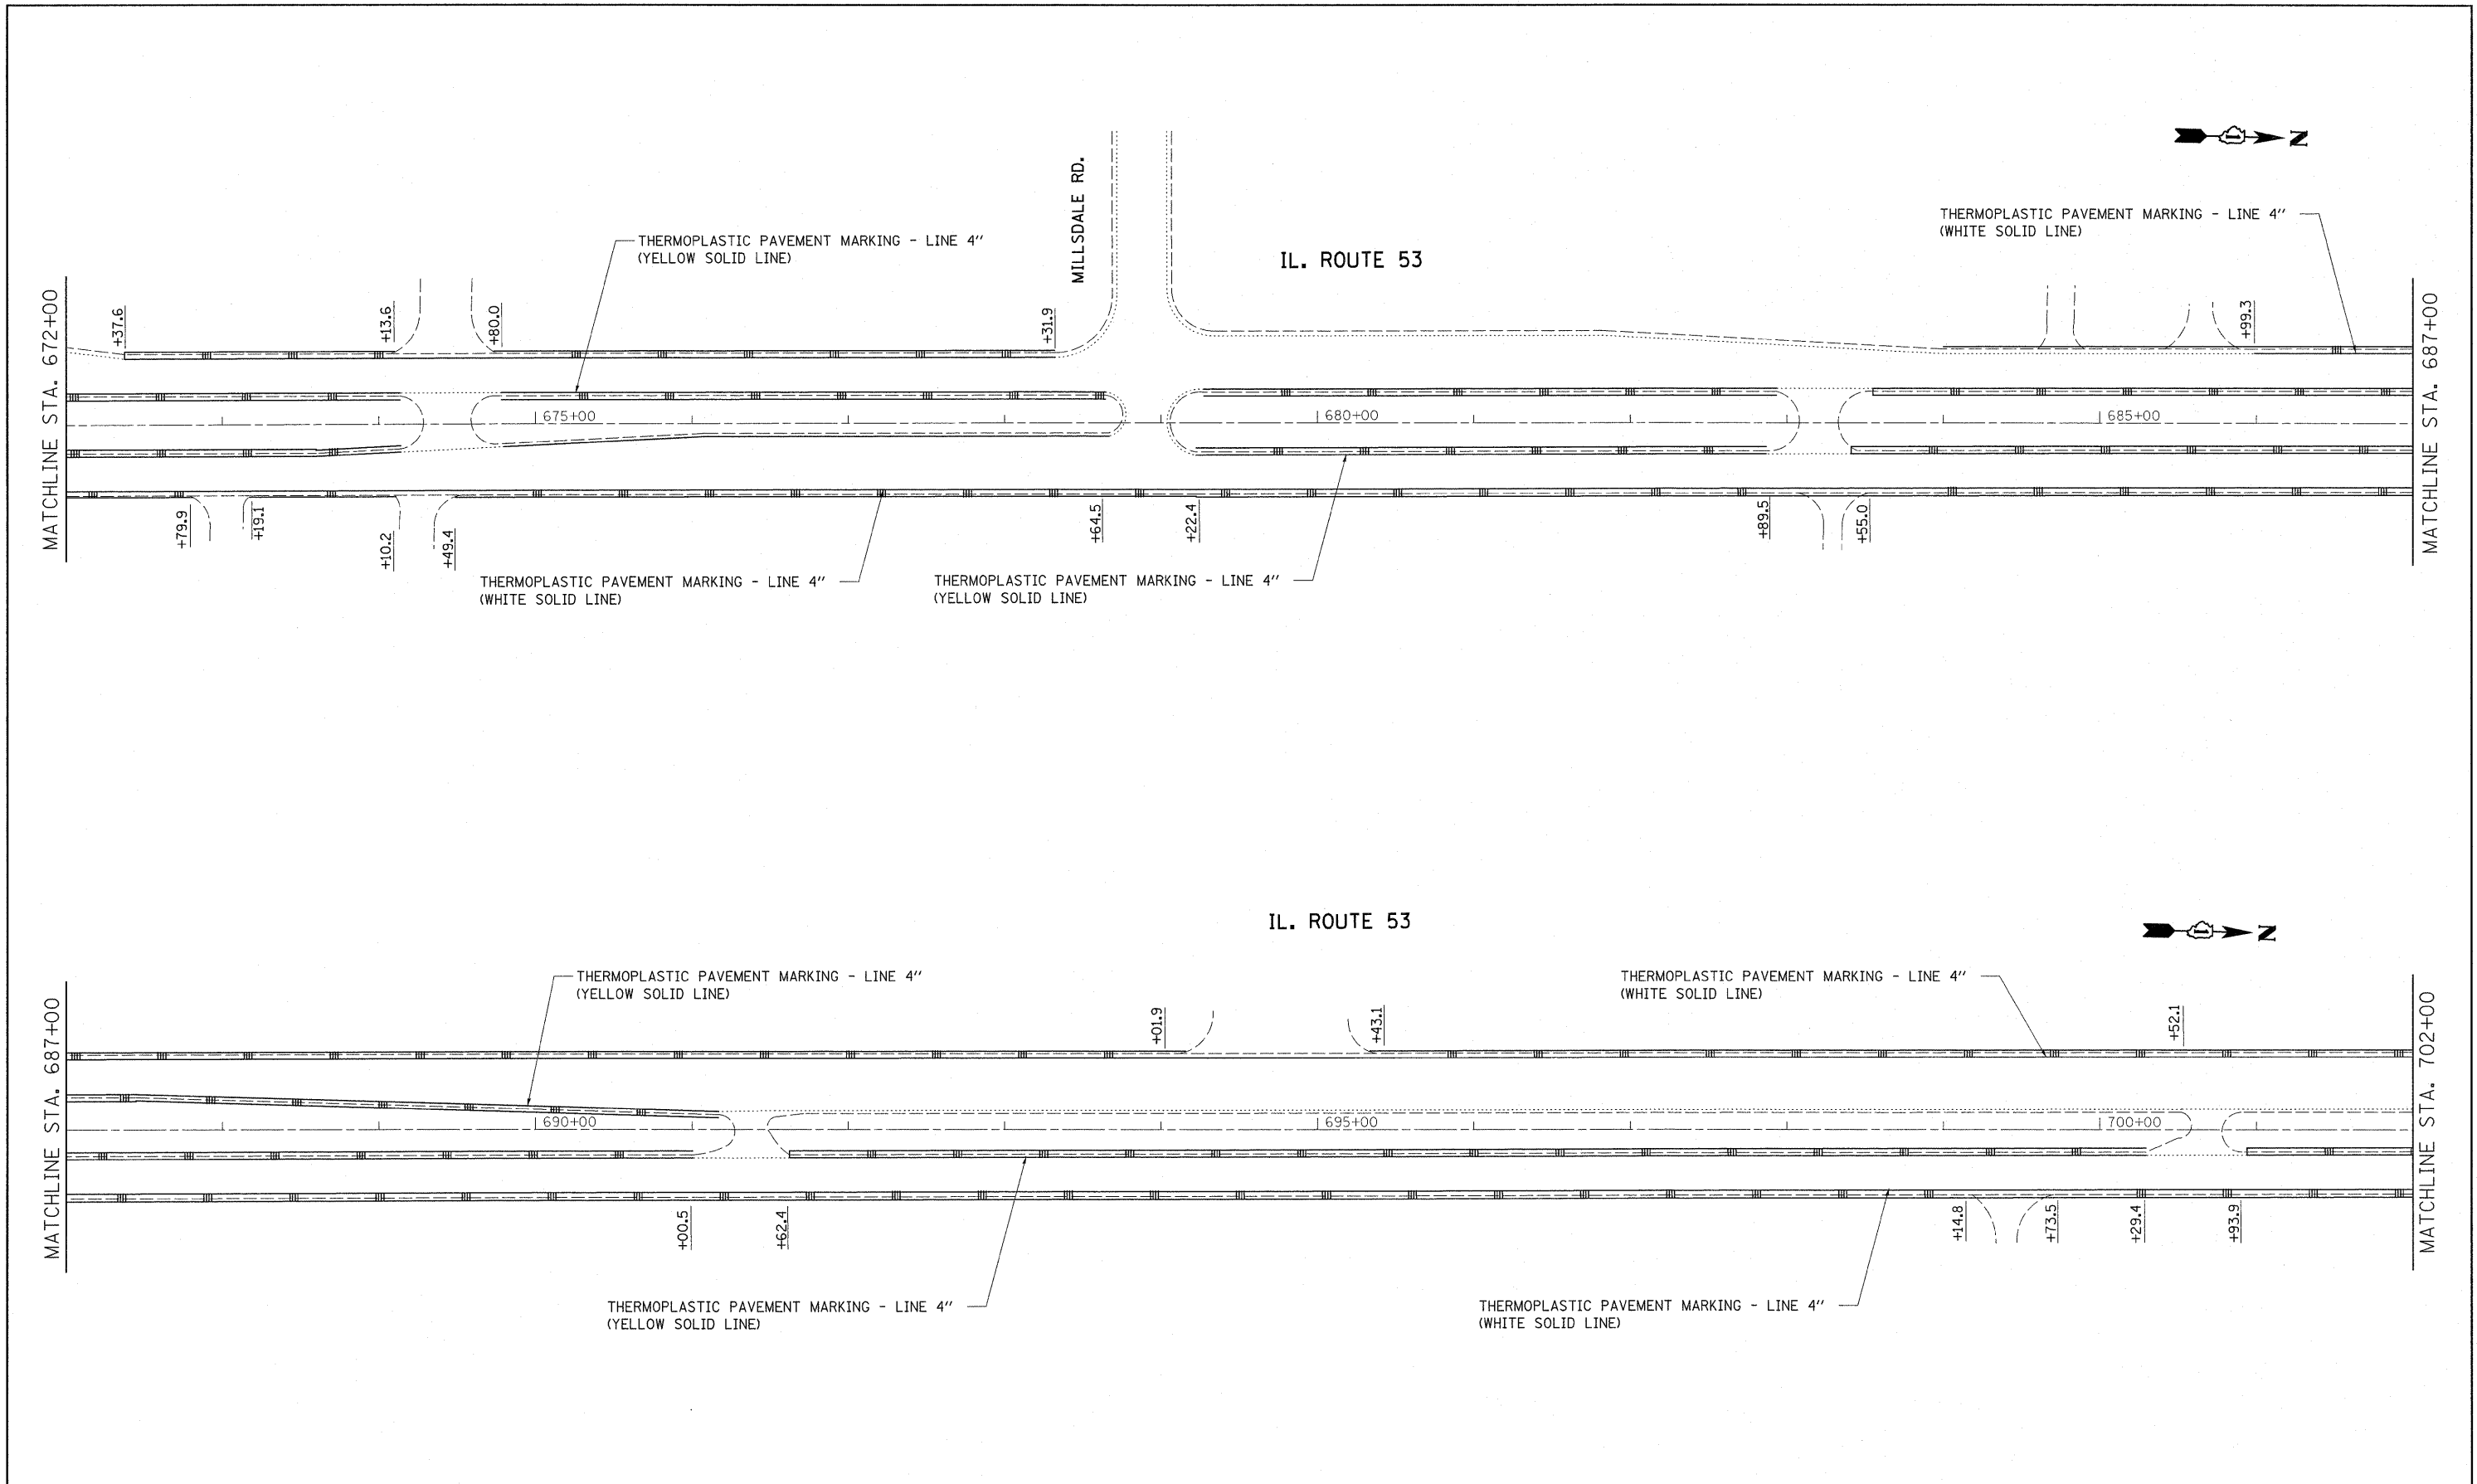 N
MILLSDALE RD.
THERMOPLASTIC PAVEMENT MARKING - LINE 4"
(WHITE SOLID LINE)
THERMOPLASTIC PAVEMENT MARKING - LINE 4"
(YELLOW SOLID LINE)
IL. ROUTE 53
MATCHLINE STA. 672+00
+37.6
+13.6
+80.0
+31.9
+99.3
MATCHLINE STA. 687+00
675+00
680+00
685+00
+79.9
+19.1
+10.2
+49.4
+64.5
+22.4
+89.5
+55.0
THERMOPLASTIC PAVEMENT MARKING - LINE 4"
(WHITE SOLID LINE)
THERMOPLASTIC PAVEMENT MARKING - LINE 4"
(YELLOW SOLID LINE)
IL. ROUTE 53
N
THERMOPLASTIC PAVEMENT MARKING - LINE 4"
(YELLOW SOLID LINE)
THERMOPLASTIC PAVEMENT MARKING - LINE 4"
(WHITE SOLID LINE)
MATCHLINE STA. 687+00
+01.9
+43.1
+52.1
MATCHLINE STA. 702+00
690+00
695+00
700+00
+00.5
+62.4
+14.8
+73.5
+29.4
+93.9
THERMOPLASTIC PAVEMENT MARKING - LINE 4"
(YELLOW SOLID LINE)
THERMOPLASTIC PAVEMENT MARKING - LINE 4"
(WHITE SOLID LINE)